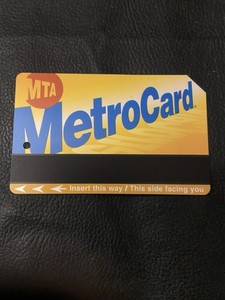 MTA
MetroCard
Insert this way / This side facing you